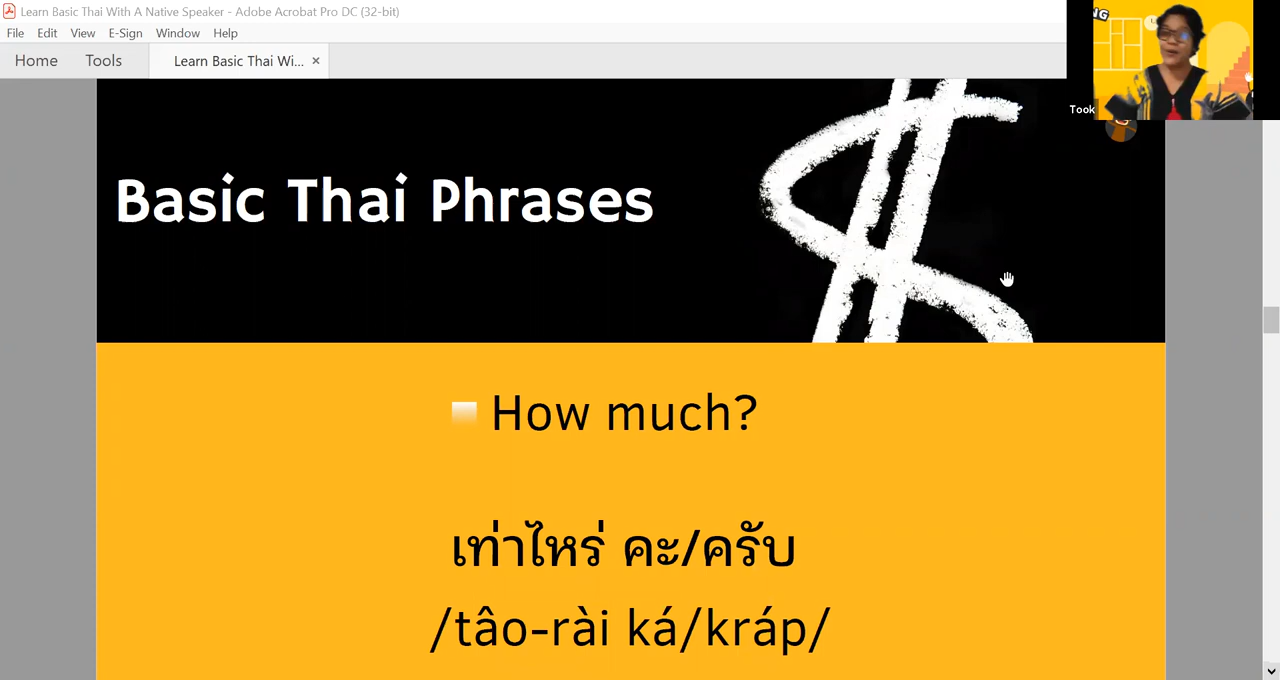 Learn Basic Thai With A Native Speaker - Adobe Acrobat Pro DC (32-bit)
File Edit View E-Sign Window Help
Home Tools Learn Basic Thai Wi... ×
Took
Basic Thai Phrases
How much?
เท่าไหร่ คะ/ครับ
/tâo-rài ká/kráp/